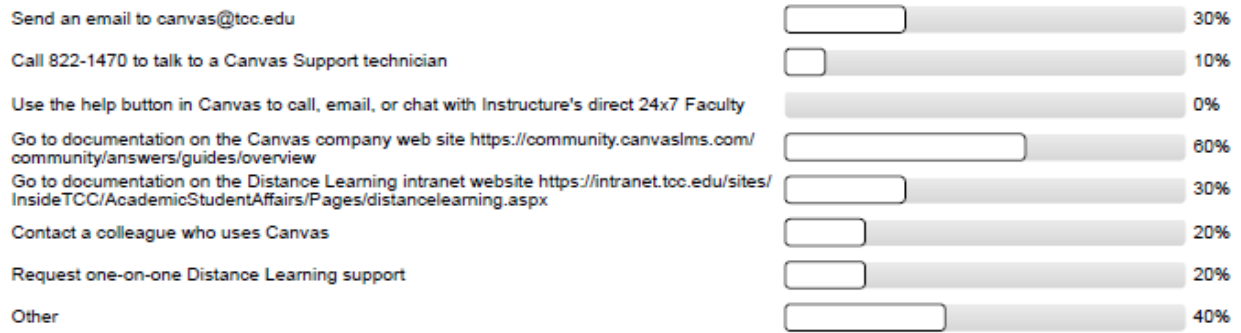 Send an email to canvas@tcc.edu 30%
Call 822-1470 to talk to a Canvas Support technician 10%
Use the help button in Canvas to call, email, or chat with Instructure's direct 24x7 Faculty 0%
Go to documentation on the Canvas company web site https://community.canvaslms.com/
community/answers/guides/overview 60%
Go to documentation on the Distance Learning intranet website https://intranet.tcc.edu/sites/
InsideTCC/AcademicStudentAffairs/Pages/distancelearning.aspx 30%
Contact a colleague who uses Canvas 20%
Request one-on-one Distance Learning support 20%
Other 40%